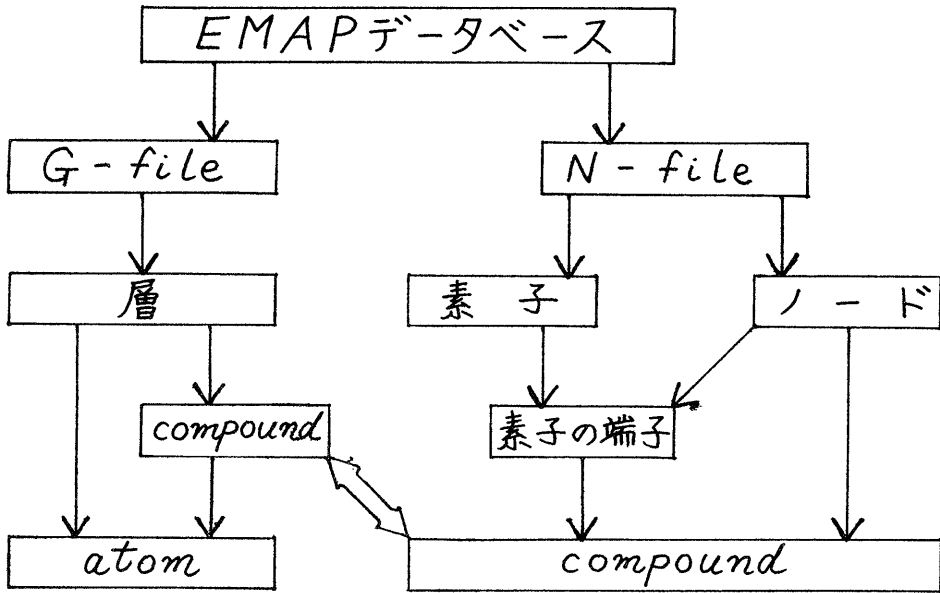 EMAPデータベース
G-file
N-file
層
素子
ノード
compound
素子の端子
atom
compound